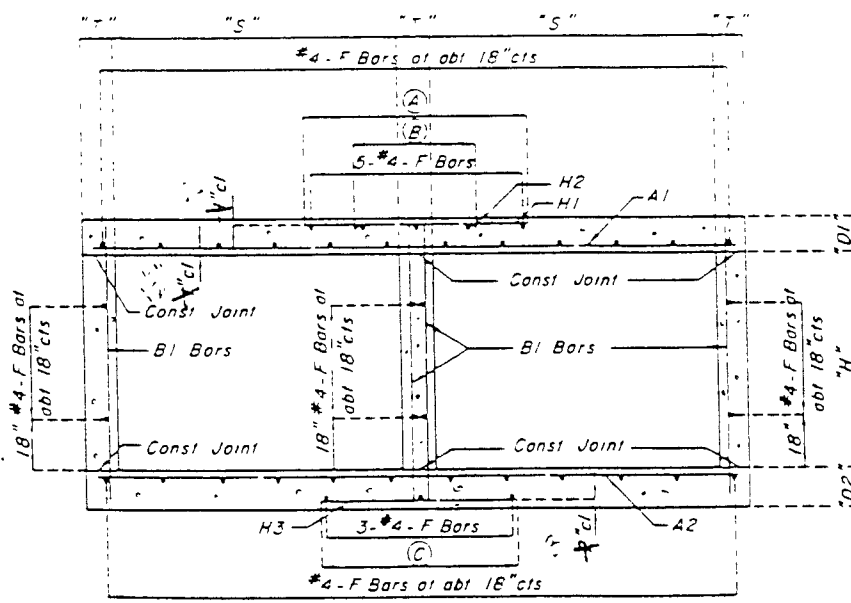 "T" "S" "T" "S" "T"
#4-F Bars at abt 18"cts
A
B
5-#4-F Bars
H2
H1
A1
"cl
"D1"
"cl
Const Joint
Const Joint
18" #4-F Bars at
abt 18"cts
B1 Bars
18" #4-F Bars at
abt 18"cts
B1 Bars
18" #4-F Bars at
abt 18"cts
"H"
Const Joint
Const Joint
"D2"
H3
3-#4-F Bars
"cl
A2
C
#4-F Bars at abt 18"cts